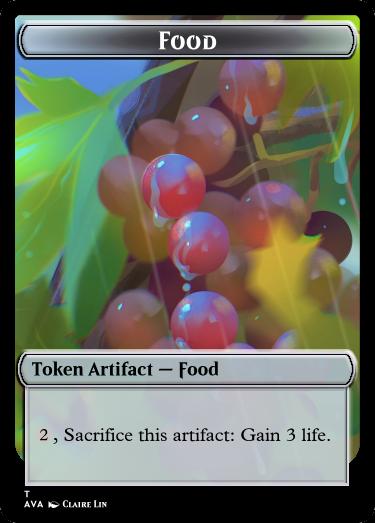 Food
Token Artifact — Food
2 , Sacrifice this artifact: Gain 3 life.
T
AVA Claire Lin